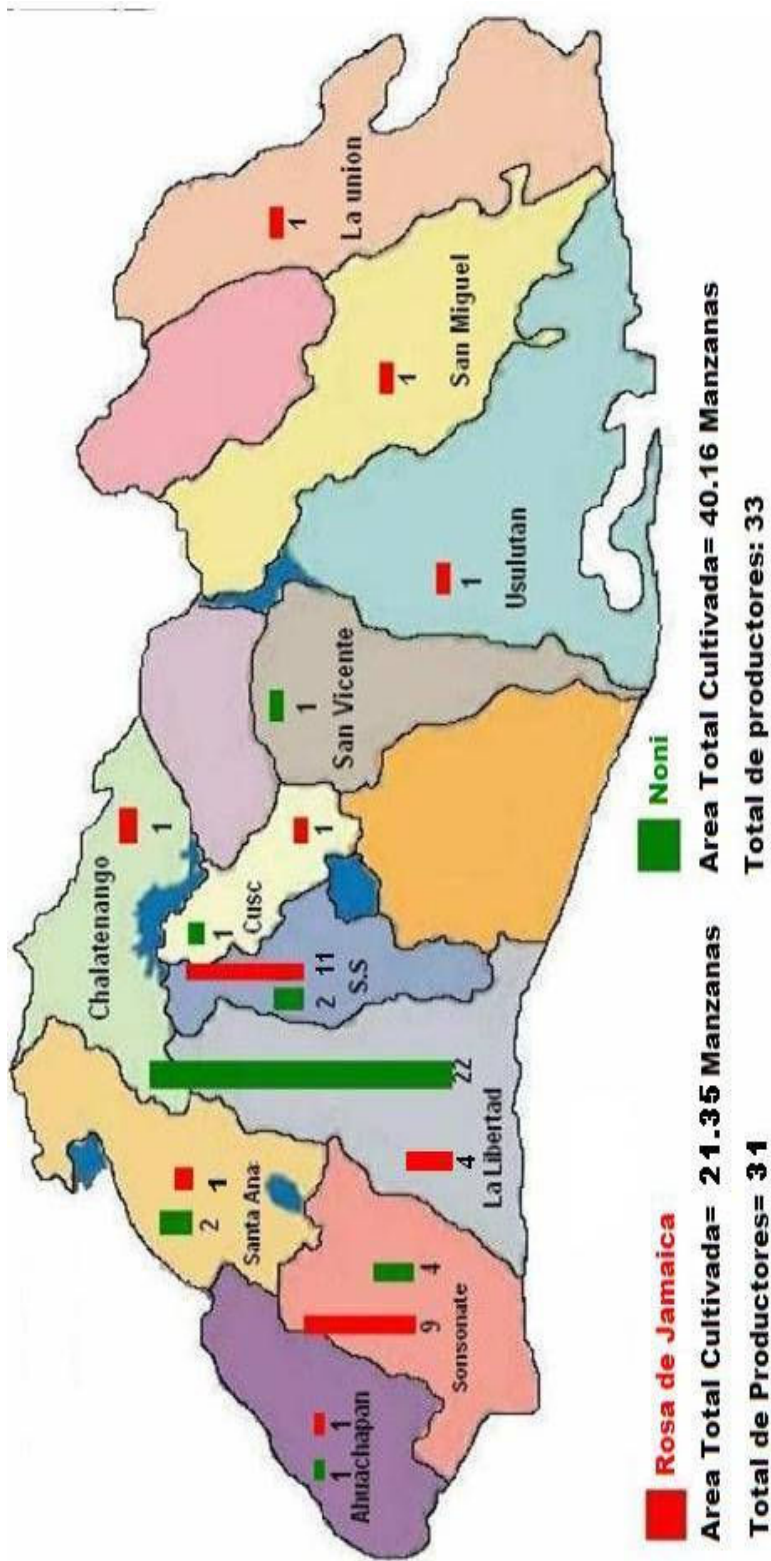 Chalatenango
1
Santa Ana
2
1
Cusc
1
1
Ahuachapan
1
1
2
11
S.S
San Vicente
1
La union
1
San Miguel
1
Usulutan
1
Sonsonate
9
4
La Libertad
4
22
Rosa de Jamaica
Area Total Cultivada= 21.35 Manzanas
Total de Productores= 31
Noni
Area Total Cultivada= 40.16 Manzanas
Total de productores: 33